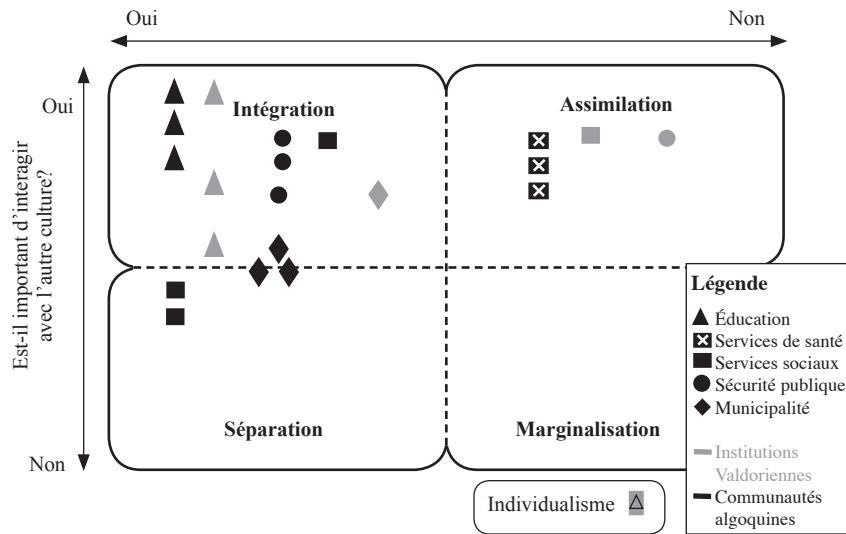 Oui
Non
Oui
Intégration
Assimilation
Est-il important d'interagir
avec l'autre culture?
Légende
Éducation
Services de santé
Services sociaux
Sécurité publique
Municipalité
Séparation
Marginalisation
Non
Institutions
Valdoriennes
Communautés
algoquines
Individualisme